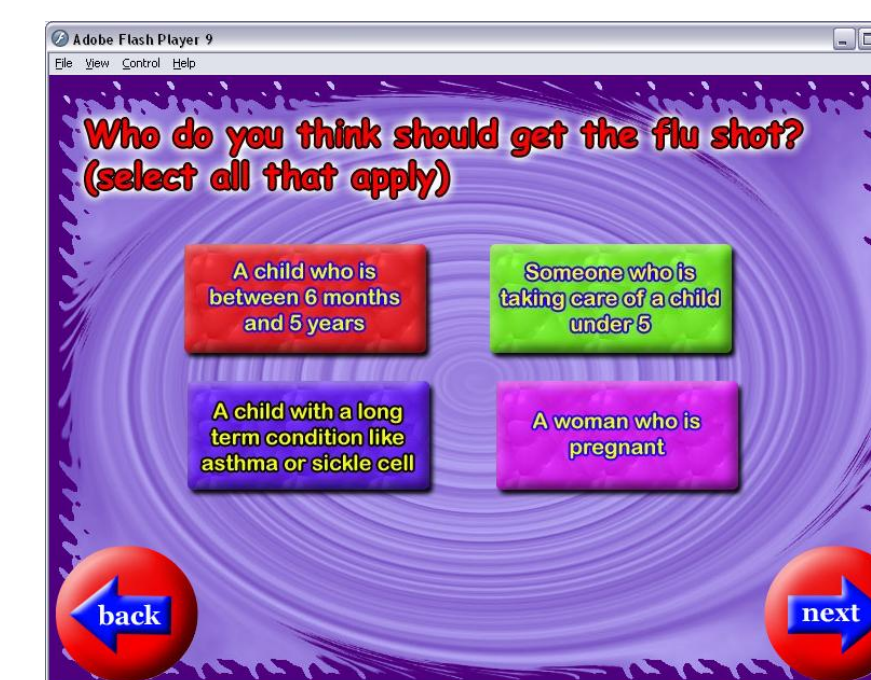 Adobe Flash Player 9
File View Control Help
Who do you think should get the flu shot?
(select all that apply)
A child who is
between 6 months
and 5 years
Someone who is
taking care of a child
under 5
A child with a long
term condition like
asthma or sickle cell
A woman who is
pregnant
back
next